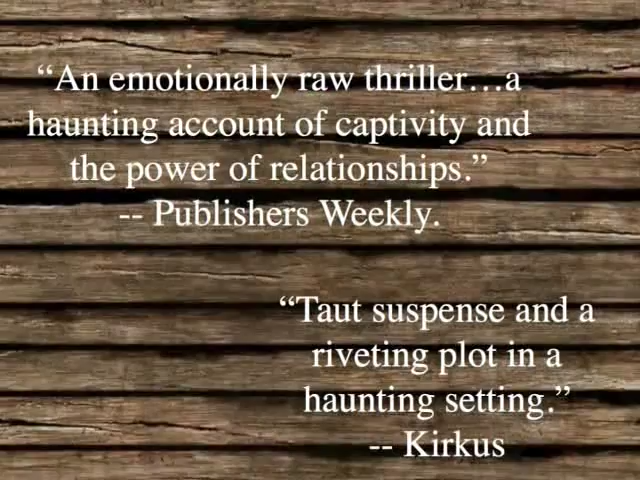 “An emotionally raw thriller…a
haunting account of captivity and
the power of relationships.”
-- Publishers Weekly.
“Taut suspense and a
riveting plot in a
haunting setting.”
-- Kirkus